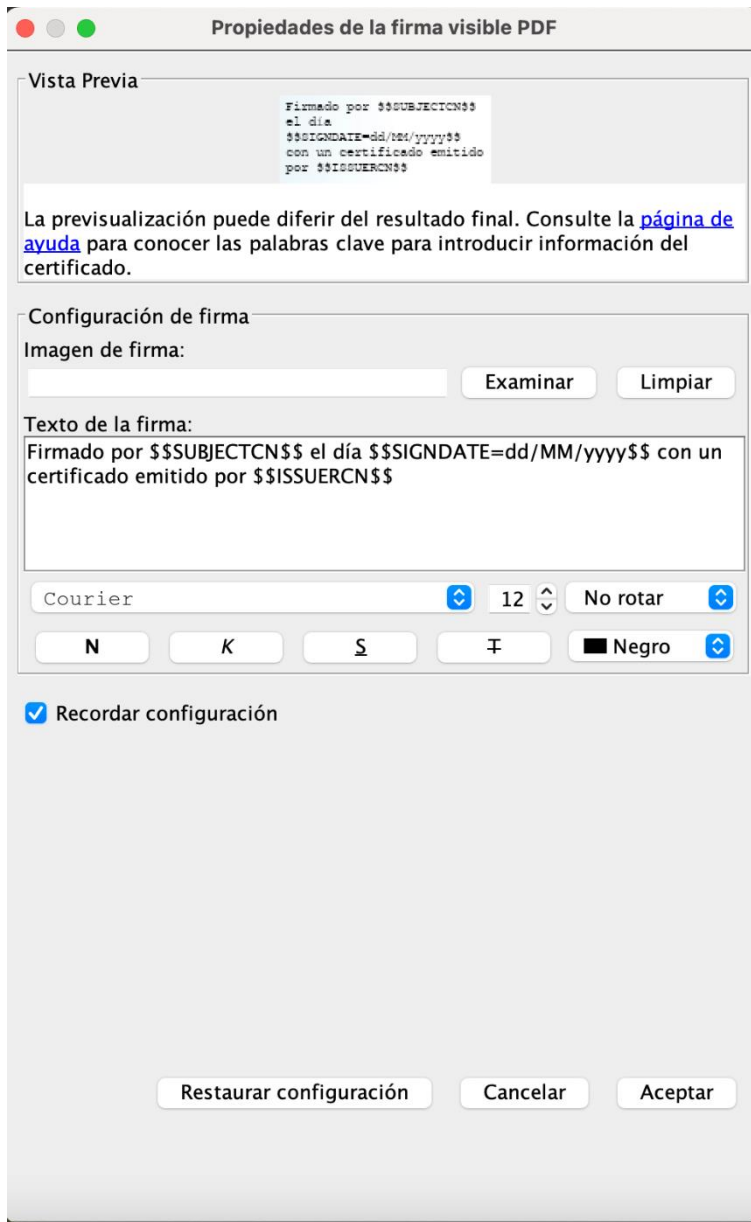 Propiedades de la firma visible PDF
Vista Previa
Firmado por $$SUBJECTCN$$
el día
$$SIGNDATE=dd/MM/yyyy$$
con un certificado emitido
por $$ISSUERCN$$
La previsualización puede diferir del resultado final. Consulte la página de
ayuda para conocer las palabras clave para introducir información del
certificado.
Configuración de firma
Imagen de firma:
Examinar
Limpiar
Texto de la firma:
Firmado por $$SUBJECTCN$$ el día $$SIGNDATE=dd/MM/yyyy$$ con un
certificado emitido por $$ISSUERCN$$
Courier
12
No rotar
N
K
S
T
Negro
Recordar configuración
Restaurar configuración
Cancelar
Aceptar